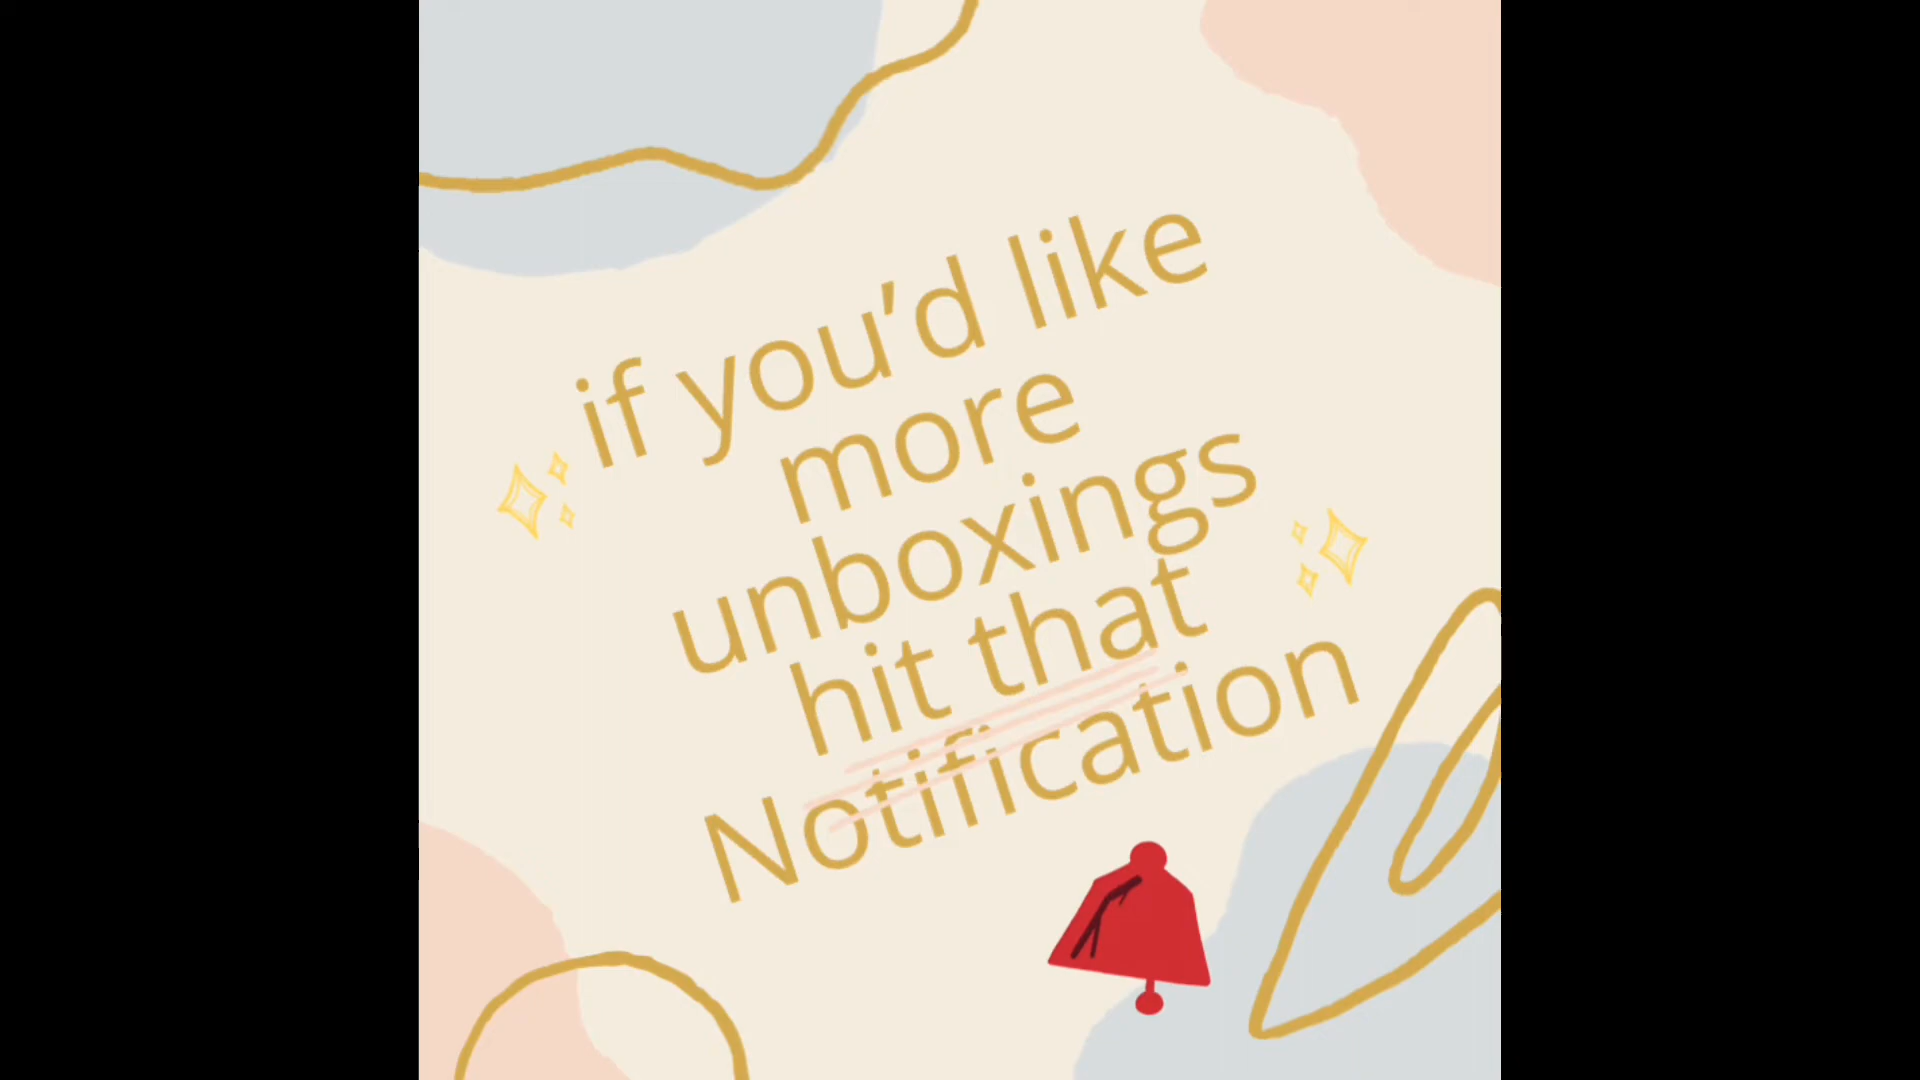 if you’d like
more
unboxings
hit that
Notification